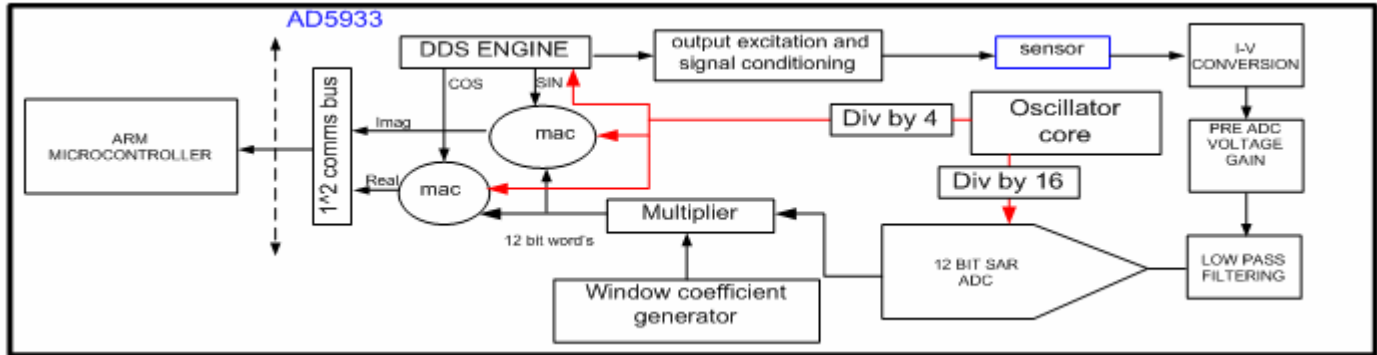 AD5933
DDS ENGINE
output excitation and
signal conditioning
sensor
I-V
CONVERSION
COS
SIN
1^2 comms bus
Imag
mac
Div by 4
Oscillator
core
ARM
MICROCONTROLLER
PRE ADC
VOLTAGE
GAIN
Real
mac
Div by 16
Multiplier
12 bit word's
12 BIT SAR
ADC
LOW PASS
FILTERING
Window coefficient
generator